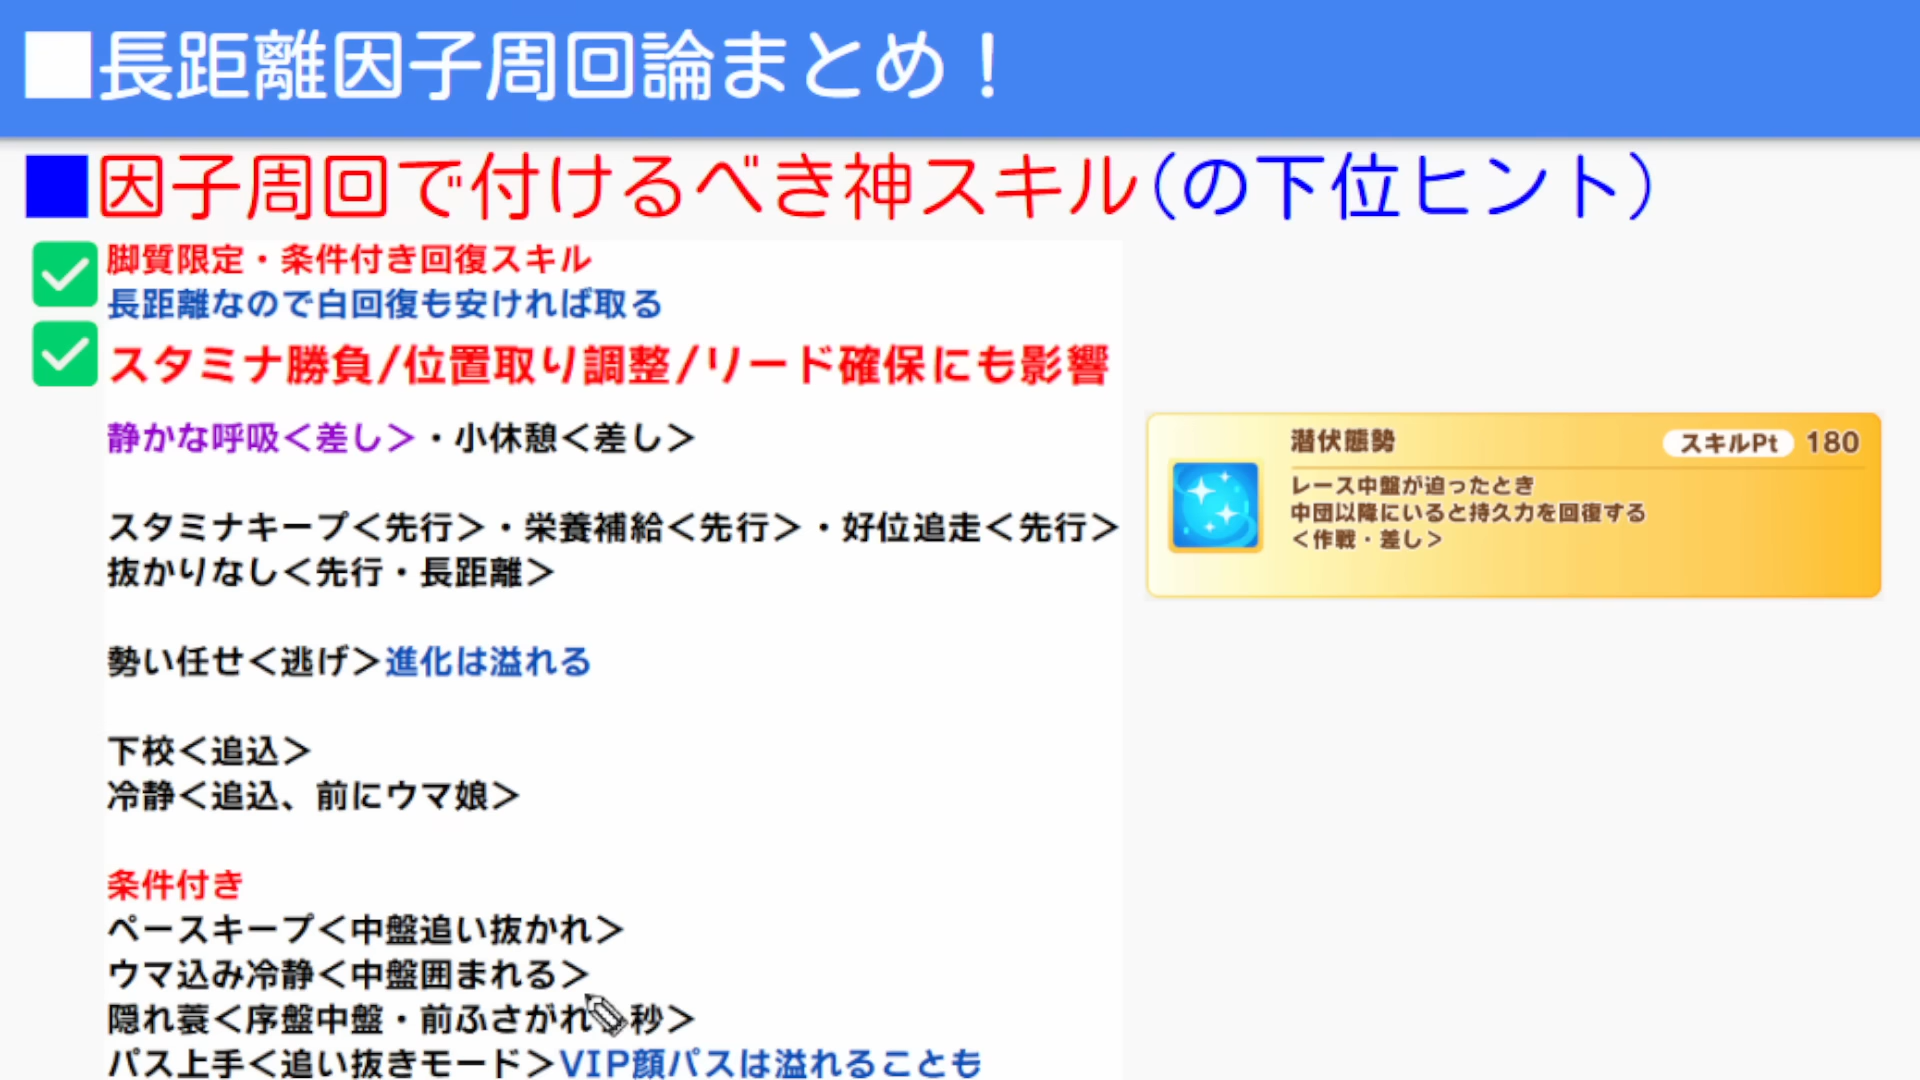 ■長距離因子周回論まとめ！
■因子周回で付けるべき神スキル(の下位ヒント)
脚質限定・条件付き回復スキル
長距離なので白回復も安ければ取る
スタミナ勝負/位置取り調整/リード確保にも影響
静かな呼吸＜差し＞・小休憩＜差し＞
スタミナキープ＜先行＞・栄養補給＜先行＞・好位追走＜先行＞
抜かりなし＜先行・長距離＞
勢い任せ＜逃げ＞進化は溢れる
下校＜追込＞
冷静＜追込、前にウマ娘＞
条件付き
ペースキープ＜中盤追い抜かれ＞
ウマ込み冷静＜中盤囲まれる＞
隠れ蓑＜序盤中盤・前ふさがれ 秒＞
パス上手＜追い抜きモード＞VIP顔パスは溢れることも
潜伏態勢 スキルPt 180
レース中盤が迫ったとき
中団以降にいると持久力を回復する
＜作戦・差し＞